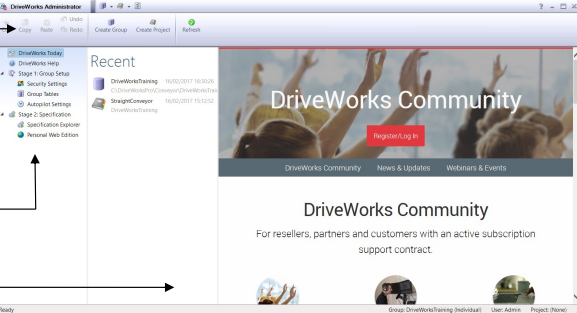 DriveWorks Administrator
Undo
Copy Paste Redo Create Group Create Project Refresh
DriveWorks Today
DriveWorks Help
Stage 1: Group Setup
Security Settings
Group Tables
Autopilot Settings
Stage 2: Specification
Specification Explorer
Personal Web Edition
Recent
DriveWorksTraining 16/02/2017 16:30:26
C:\DriveWorksPro\Conveyor\DriveWorksTrai
StraightConveyor 16/02/2017 15:12:52
DriveWorksTraining
DriveWorks Community
Register/Log In
DriveWorks Community News & Updates Webinars & Events
DriveWorks Community
For resellers, partners and customers with an active subscription
support contract.
Ready Group: DriveWorksTraining (Individual) User: Admin Project: (None)